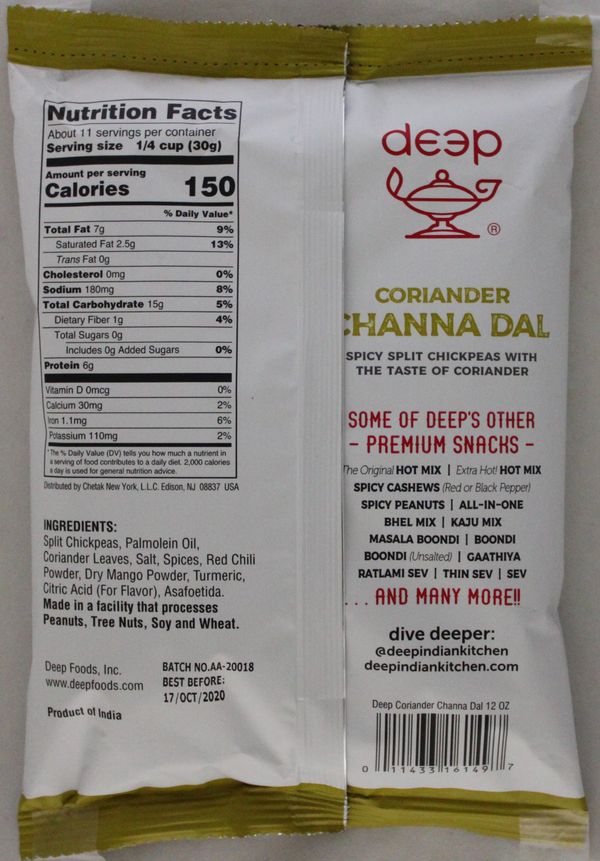 Nutrition Facts
About 11 servings per container
Serving size 1/4 cup (30g)
Amount per serving
Calories 150
% Daily Value*
Total Fat 7g 9%
Saturated Fat 2.5g 13%
Trans Fat 0g
Cholesterol 0mg 0%
Sodium 180mg 8%
Total Carbohydrate 15g 5%
Dietary Fiber 1g 4%
Total Sugars 0g
Includes 0g Added Sugars 0%
Protein 6g
Vitamin D 0mcg 0%
Calcium 30mg 2%
Iron 1.1mg 6%
Potassium 110mg 2%
*The % Daily Value (DV) tells you how much a nutrient in
a serving of food contributes to a daily diet. 2,000 calories
a day is used for general nutrition advice.
Distributed by Chetak New York, L.L.C. Edison, NJ 08837 USA
INGREDIENTS:
Split Chickpeas, Palmolein Oil,
Coriander Leaves, Salt, Spices, Red Chili
Powder, Dry Mango Powder, Turmeric,
Citric Acid (For Flavor), Asafoetida.
Made in a facility that processes
Peanuts, Tree Nuts, Soy and Wheat.
Deep Foods, Inc.
www.deepfoods.com
BATCH NO.AA-20018
BEST BEFORE:
17/OCT/2020
Product of India
deep
®
CORIANDER
CHANNA DAL
SPICY SPLIT CHICKPEAS WITH
THE TASTE OF CORIANDER
SOME OF DEEP'S OTHER
- PREMIUM SNACKS -
The Original HOT MIX | Extra Hot! HOT MIX
SPICY CASHEWS (Red or Black Pepper)
SPICY PEANUTS | ALL-IN-ONE
BHEL MIX | KAJU MIX
MASALA BOONDI | BOONDI
BOONDI (Unsalted) | GAATHIYA
RATLAMI SEV | THIN SEV | SEV
... AND MANY MORE!!
dive deeper:
@deepindiankitchen
deepindiankitchen.com
Deep Coriander Channa Dal 12 OZ
0 11433 16149 7